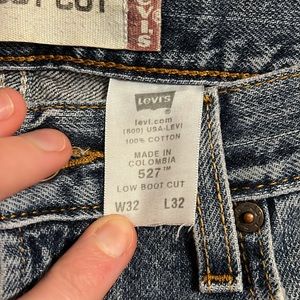 BOOT CUT
LEVI'S
LEVI'S
levi.com
(800) USA-LEVI
100% COTTON
MADE IN
COLOMBIA
527™
LOW BOOT CUT
W32 L32